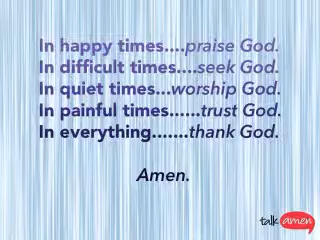 In happy times....praise God.
In difficult times....seek God.
In quiet times...worship God.
In painful times......trust God.
In everything.......thank God.
Amen.
talk amen